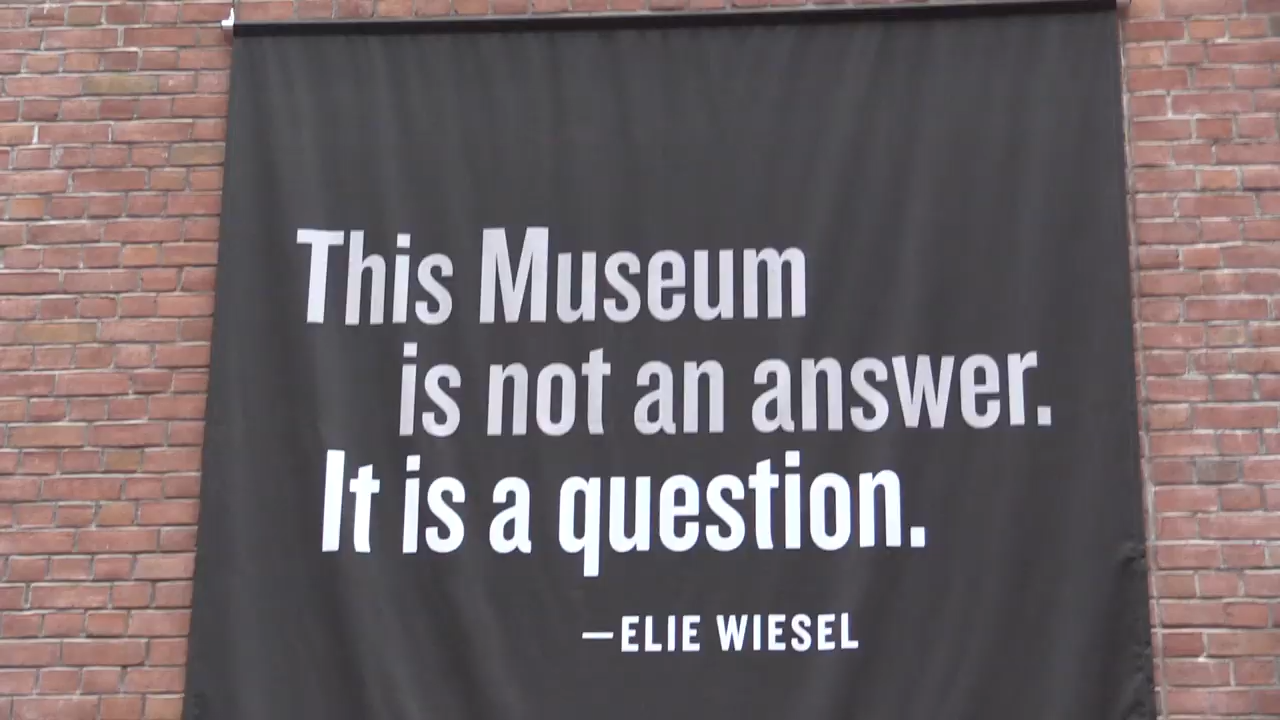 This Museum
is not an answer.
It is a question.
—ELIE WIESEL